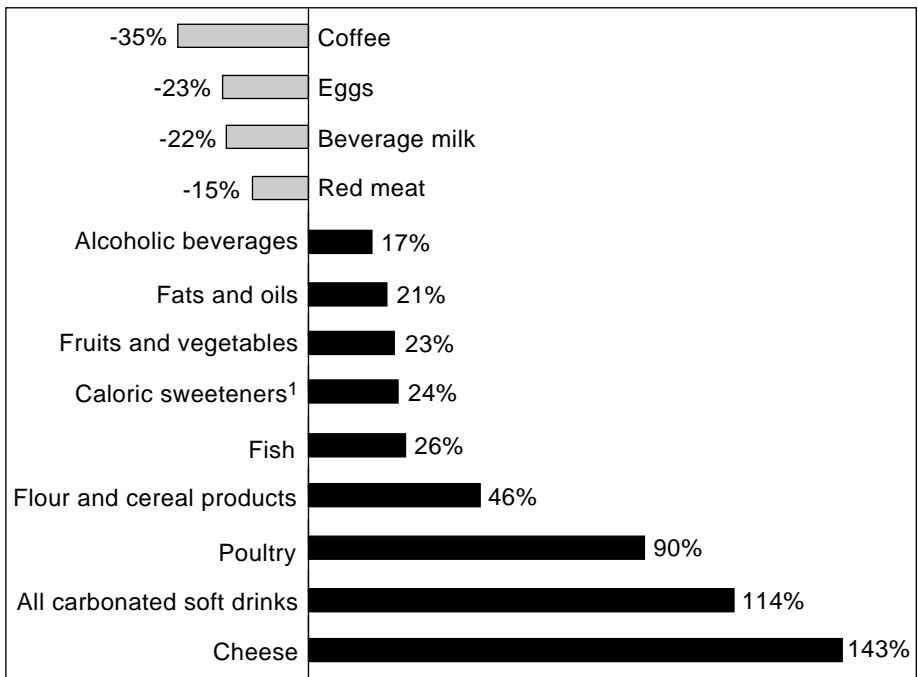 -35% Coffee
-23% Eggs
-22% Beverage milk
-15% Red meat
Alcoholic beverages 17%
Fats and oils 21%
Fruits and vegetables 23%
Caloric sweeteners¹ 24%
Fish 26%
Flour and cereal products 46%
Poultry 90%
All carbonated soft drinks 114%
Cheese 143%